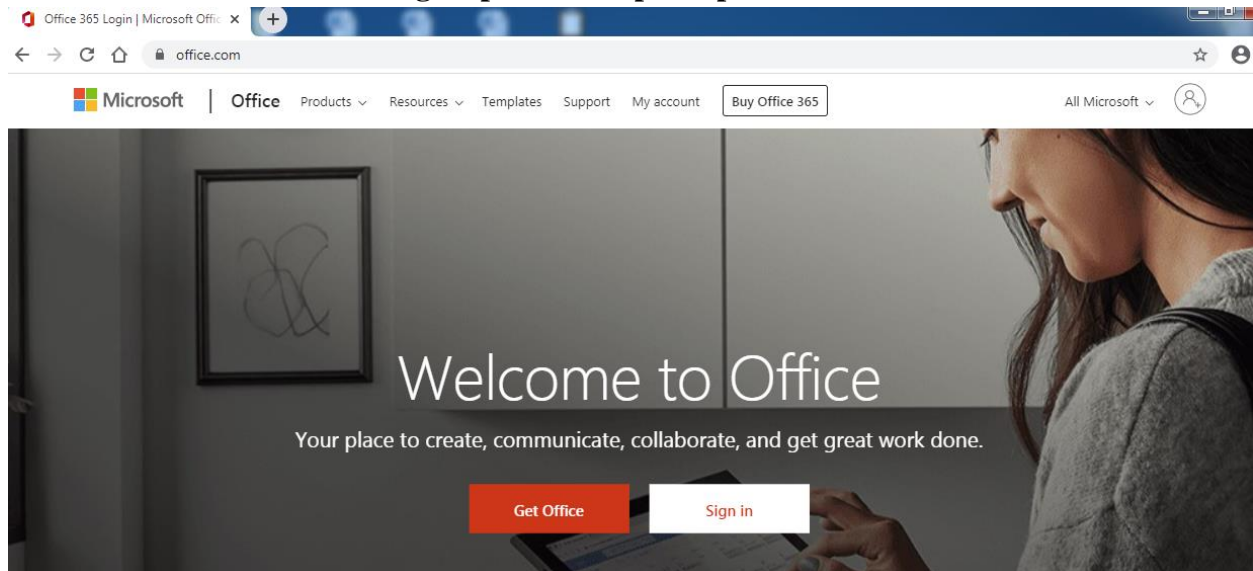 Office 365 Login | Microsoft Offic
office.com
Microsoft | Office Products Resources Templates Support My account Buy Office 365 All Microsoft
Welcome to Office
Your place to create, communicate, collaborate, and get great work done.
Get Office Sign in